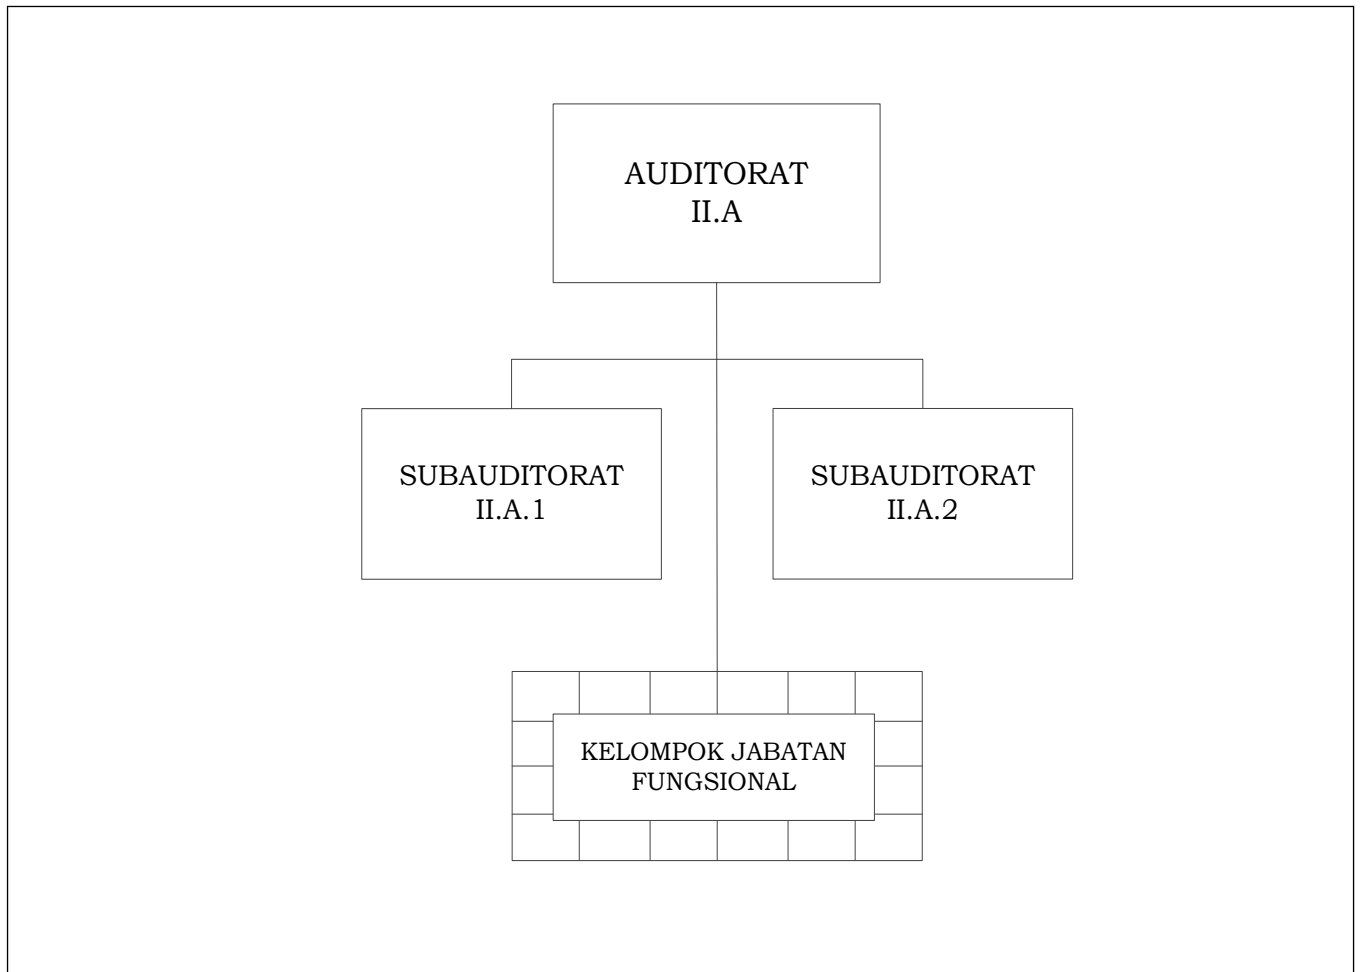 AUDITORAT
II.A
SUBAUDITORAT
II.A.1
SUBAUDITORAT
II.A.2
KELOMPOK JABATAN
FUNGSIONAL